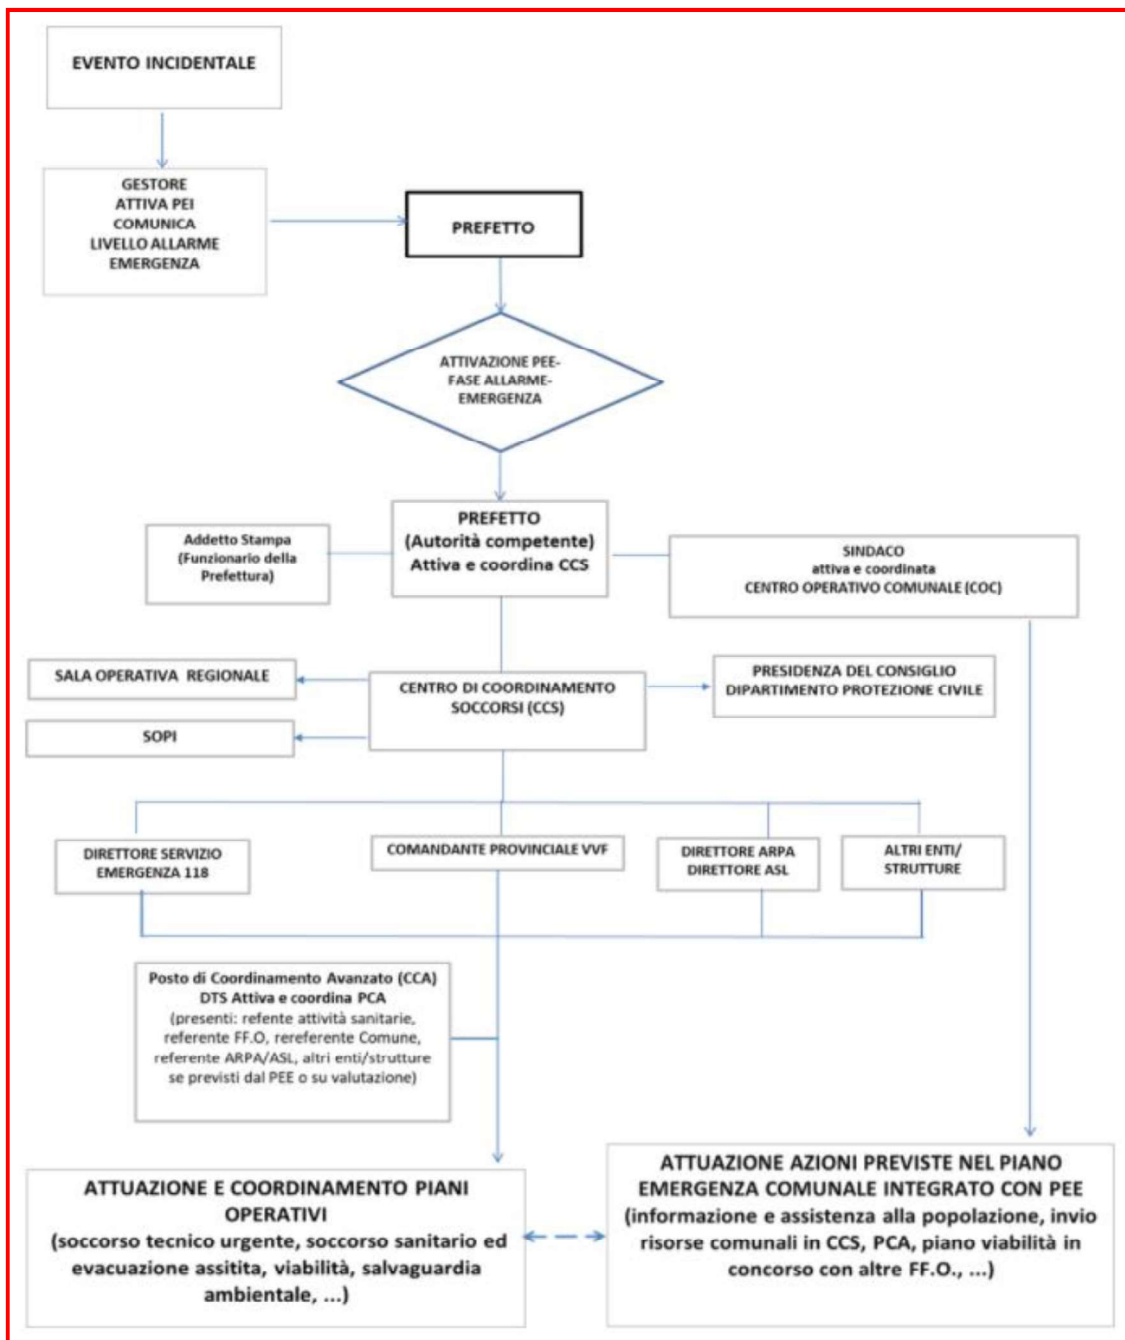 EVENTO INCIDENTALE
GESTORE
ATTIVA PEI
COMUNICA
LIVELLO ALLARME
EMERGENZA
PREFETTO
ATTIVAZIONE PEE-
FASE ALLARME-
EMERGENZA
PREFETTO
(Autorità competente)
Attiva e coordina CCS
Addetto Stampa
(Funzionario della
Prefettura)
SINDACO
attiva e coordinata
CENTRO OPERATIVO COMUNALE (COC)
SALA OPERATIVA REGIONALE
CENTRO DI COORDINAMENTO
SOCCORSI (CCS)
PRESIDENZA DEL CONSIGLIO
DIPARTIMENTO PROTEZIONE CIVILE
SOPI
DIRETTORE SERVIZIO
EMERGENZA 118
COMANDANTE PROVINCIALE VVF
DIRETTORE ARPA
DIRETTORE ASL
ALTRI ENTI/
STRUTTURE
Posto di Coordinamento Avanzato (CCA)
DTS Attiva e coordina PCA
(presenti: refente attività sanitarie,
referente FF.O, rereferente Comune,
referente ARPA/ASL, altri enti/strutture
se previsti dal PEE o su valutazione)
ATTUAZIONE E COORDINAMENTO PIANI
OPERATIVI
(soccorso tecnico urgente, soccorso sanitario ed
evacuazione assitita, viabilità, salvaguardia
ambientale, ...)
ATTUAZIONE AZIONI PREVISTE NEL PIANO
EMERGENZA COMUNALE INTEGRATO CON PEE
(informazione e assistenza alla popolazione, invio
risorse comunali in CCS, PCA, piano viabilità in
concorso con altre FF.O., ...)